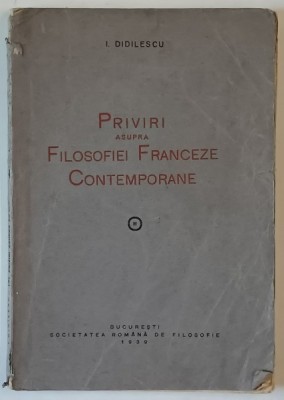 I. DIDILESCU
PRIVIRI
ASUPRA
FILOSOFIEI FRANCEZE
CONTEMPORANE
BUCUREȘTI
SOCIETATEA ROMÂNĂ DE FILOSOFIE